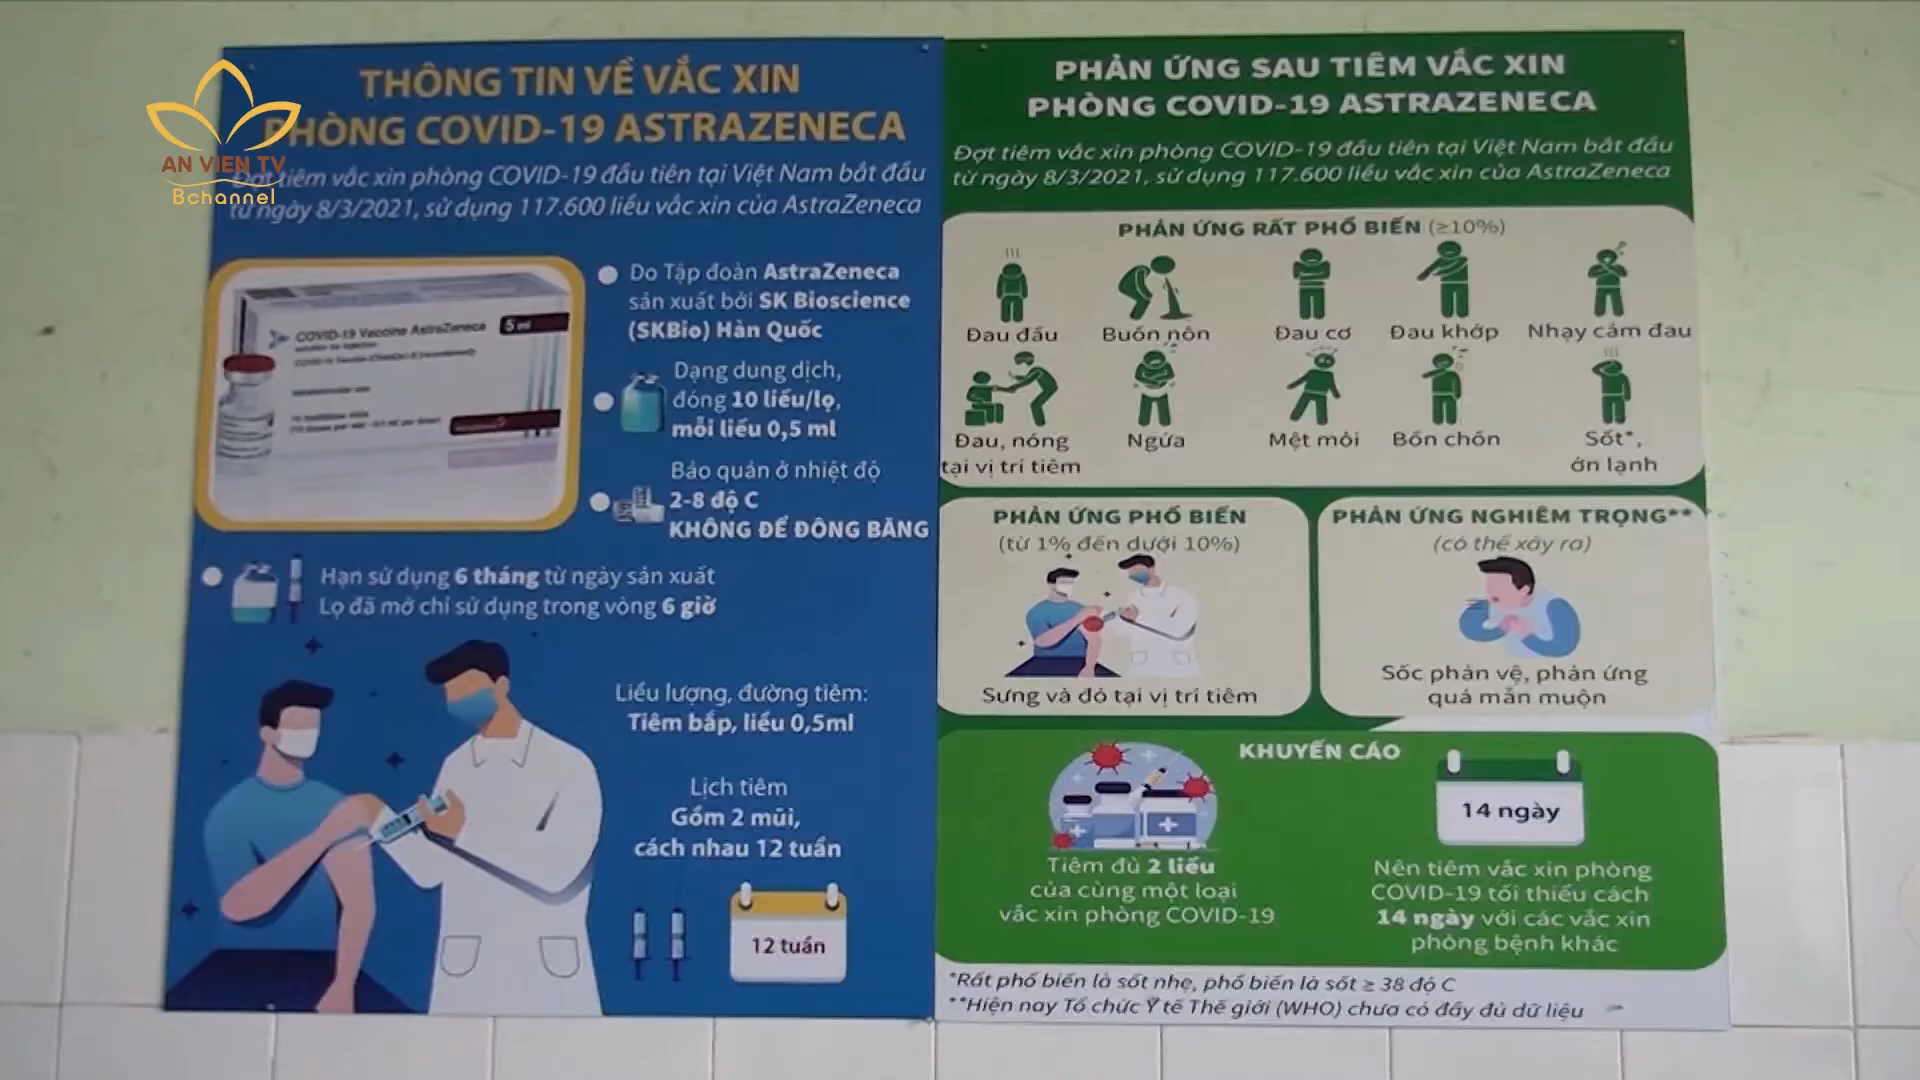 AN VIEN TV
Bchannel
THÔNG TIN VỀ VẮC XIN
PHÒNG COVID-19 ASTRAZENECA
Đợt tiêm vắc xin phòng COVID-19 đầu tiên tại Việt Nam bắt đầu
từ ngày 8/3/2021, sử dụng 117.600 liều vắc xin của AstraZeneca
COVID-19 Vaccine AstraZeneca
5 ml
Do Tập đoàn AstraZeneca
sản xuất bởi SK Bioscience
(SKBio) Hàn Quốc
Dạng dung dịch,
đóng 10 liều/lọ,
mỗi liều 0,5 ml
Bảo quản ở nhiệt độ
2-8 độ C
KHÔNG ĐỂ ĐÔNG BĂNG
Hạn sử dụng 6 tháng từ ngày sản xuất
Lọ đã mở chỉ sử dụng trong vòng 6 giờ
Liều lượng, đường tiêm:
Tiêm bắp, liều 0,5ml
Lịch tiêm
Gồm 2 mũi,
cách nhau 12 tuần
12 tuần
PHẢN ỨNG SAU TIÊM VẮC XIN
PHÒNG COVID-19 ASTRAZENECA
Đợt tiêm vắc xin phòng COVID-19 đầu tiên tại Việt Nam bắt đầu
từ ngày 8/3/2021, sử dụng 117.600 liều vắc xin của AstraZeneca
PHẢN ỨNG RẤT PHỔ BIẾN (≥10%)
Đau đầu Buồn nôn Đau cơ Đau khớp Nhạy cảm đau
Đau, nóng Ngứa Mệt mỏi Bồn chồn Sốt*,
tại vị trí tiêm ớn lạnh
PHẢN ỨNG PHỔ BIẾN
(từ 1% đến dưới 10%)
Sưng và đỏ tại vị trí tiêm
PHẢN ỨNG NGHIÊM TRỌNG**
(có thể xảy ra)
Sốc phản vệ, phản ứng
quá mẫn muộn
KHUYẾN CÁO
Tiêm đủ 2 liều
của cùng một loại
vắc xin phòng COVID-19
14 ngày
Nên tiêm vắc xin phòng
COVID-19 tối thiểu cách
14 ngày với các vắc xin
phòng bệnh khác
*Rất phổ biến là sốt nhẹ, phổ biến là sốt ≥ 38 độ C
**Hiện nay Tổ chức Y tế Thế giới (WHO) chưa có đầy đủ dữ liệu